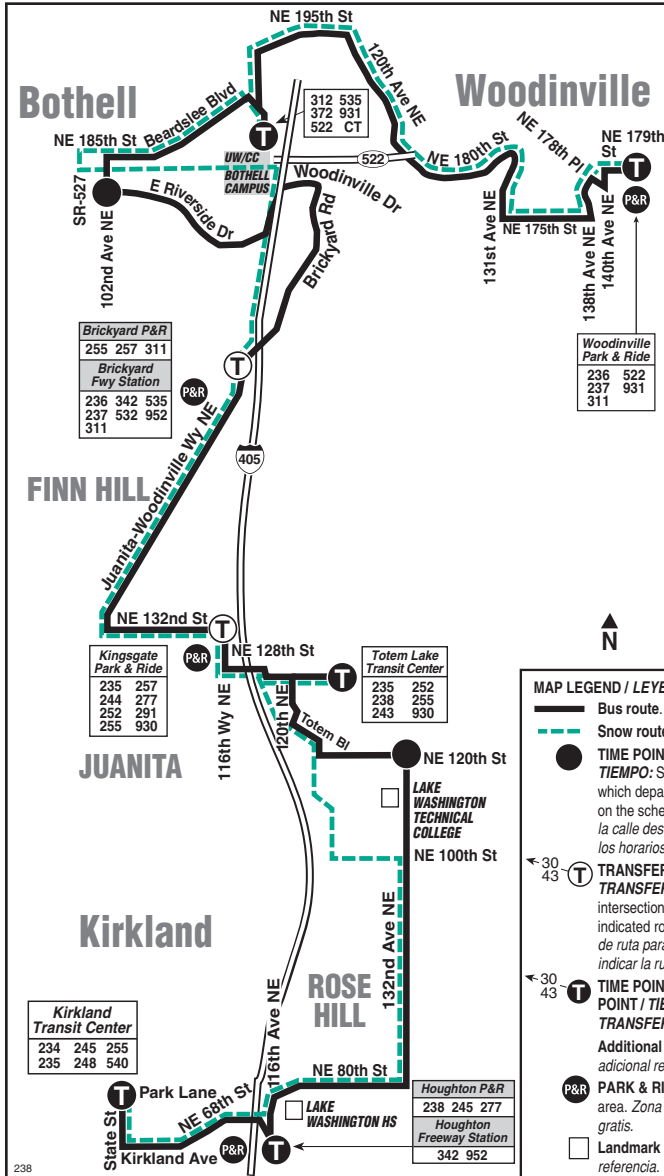 NE 195th St
120th Ave NE
Bothell
Woodinville
Beardslee Blvd
NE 185th St
T
312 535
372 931
522 CT
UW/CC
BOTHELL
CAMPUS
522
NE 180th St
NE 178th Pl
NE 179th
St
T
P&R
SR-527
102nd Ave NE
E Riverside Dr
Woodinville Dr
Brickyard Rd
131st Ave NE
NE 175th St
138th Ave NE
140th Ave NE
Woodinville
Park & Ride
236 522
237 931
311
Brickyard P&R
255 257 311
Brickyard
Fwy Station
236 342 535
237 532 952
311
P&R
T
405
FINN HILL
Juanita-Woodinville Wy NE
NE 132nd St
T
Kingsgate
Park & Ride
235 257
244 277
252 291
255 930
P&R
NE 128th St
116th Wy NE
120th NE
T
Totem Lake
Transit Center
235 252
238 255
243 930
JUANITA
Totem Bl
NE 120th St
LAKE
WASHINGTON
TECHNICAL
COLLEGE
NE 100th St
132nd Ave NE
Kirkland
ROSE
HILL
116th Ave NE
NE 80th St
Kirkland
Transit Center
234 245 255
235 248 540
T
Park Lane
State St
NE 68th St
Kirkland Ave
P&R
T
LAKE
WASHINGTON HS
Houghton P&R
238 245 277
Houghton
Freeway Station
342 952
238
N
MAP LEGEND / LEYE
Bus route.
Snow route
TIME POIN
TIEMPO: S
which depa
on the sche
la calle des
los horarios
30
43
T
TRANSFER
TRANSFER
intersection
indicated ro
de ruta para
indicar la ru
30
43
T
TIME POIN
POINT / TIE
TRANSFER
Additional
adicional re
P&R
PARK & RI
area. Zona
gratis.
Landmark
referencia.